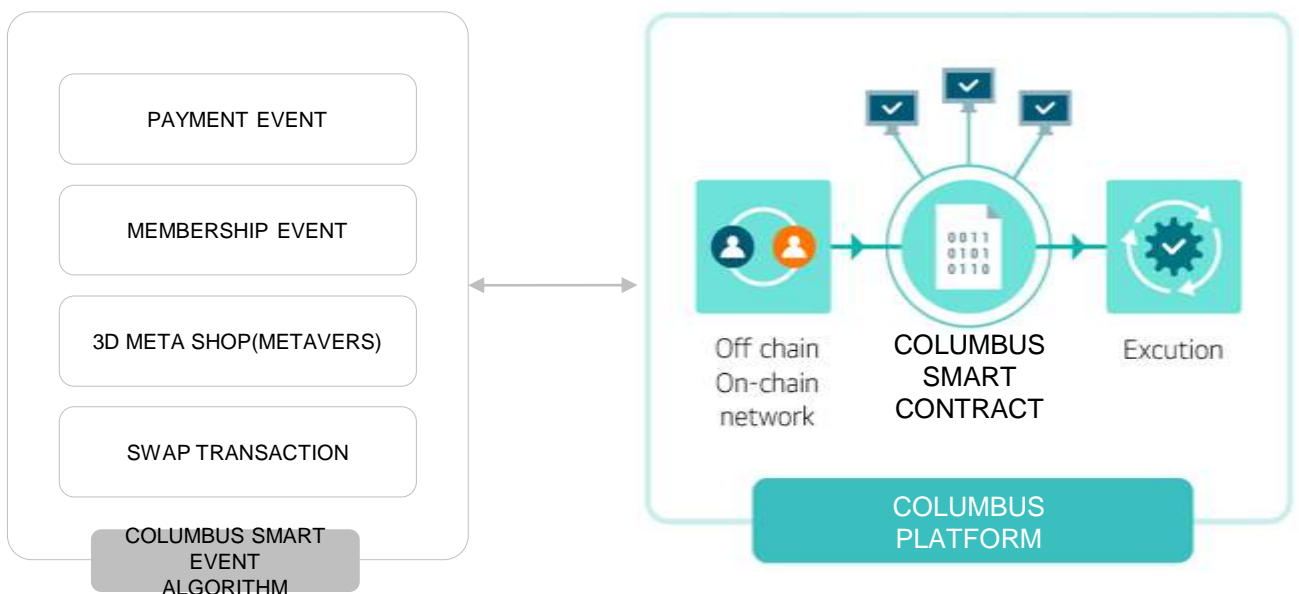 PAYMENT EVENT
MEMBERSHIP EVENT
3D META SHOP(METAVERS)
SWAP TRANSACTION
COLUMBUS SMART
EVENT
ALGORITHM
0011
0101
0110
Off chain
On-chain
network
COLUMBUS
SMART
CONTRACT
Excution
COLUMBUS
PLATFORM